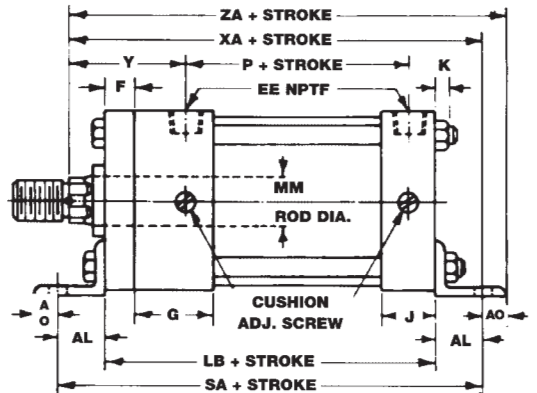 ZA + STROKE
XA + STROKE
Y
P + STROKE
K
F
EE NPTF
MM
ROD DIA.
CUSHION
ADJ. SCREW
A
O
G
J
AO
AL
AL
LB + STROKE
SA + STROKE